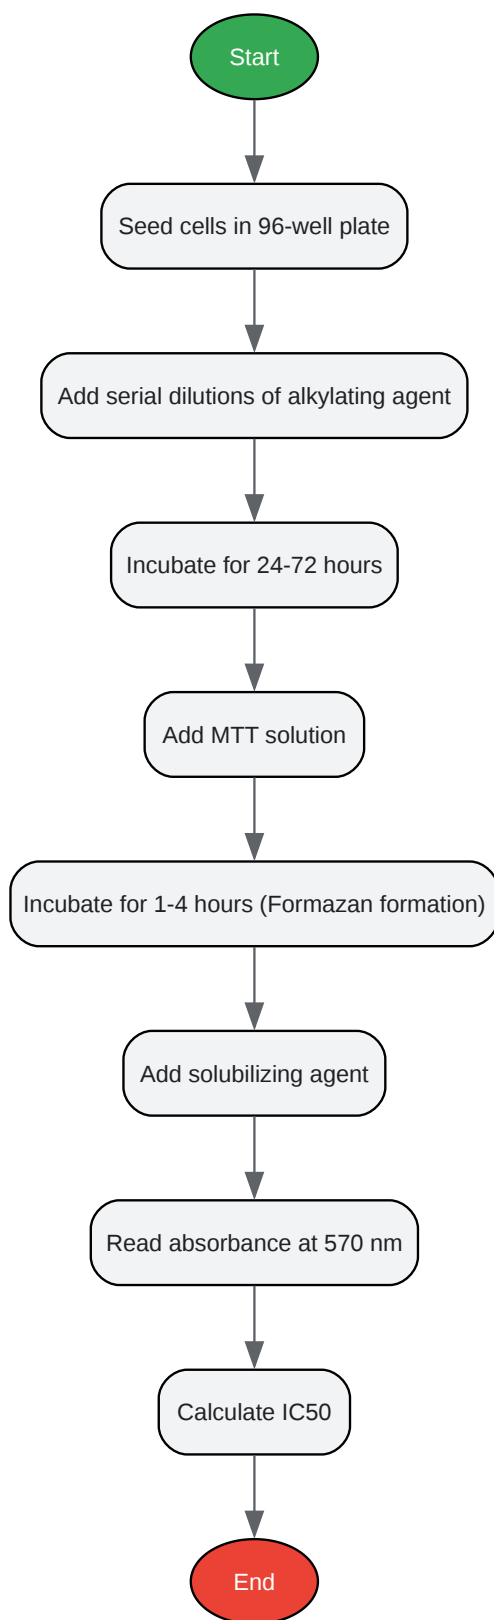 Start
Seed cells in 96-well plate
Add serial dilutions of alkylating agent
Incubate for 24-72 hours
Add MTT solution
Incubate for 1-4 hours (Formazan formation)
Add solubilizing agent
Read absorbance at 570 nm
Calculate IC50
End